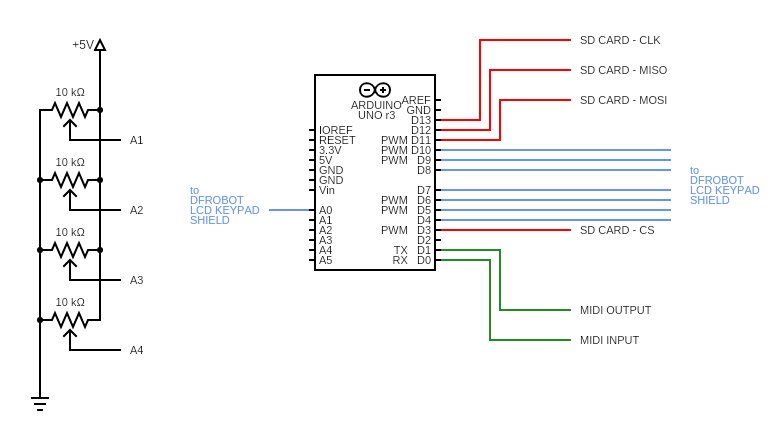 +5V
10 kΩ
A1
10 kΩ
A2
10 kΩ
A3
10 kΩ
A4
to
DFROBOT
LCD KEYPAD
SHIELD
ARDUINO
UNO r3
IOREF
RESET
3.3V
5V
GND
GND
Vin
A0
A1
A2
A3
A4
A5
AREF
GND
D13
D12
PWM D11
PWM D10
PWM D9
D8
D7
PWM D6
PWM D5
D4
PWM D3
D2
TX D1
RX D0
SD CARD - CLK
SD CARD - MISO
SD CARD - MOSI
to
DFROBOT
LCD KEYPAD
SHIELD
SD CARD - CS
MIDI OUTPUT
MIDI INPUT